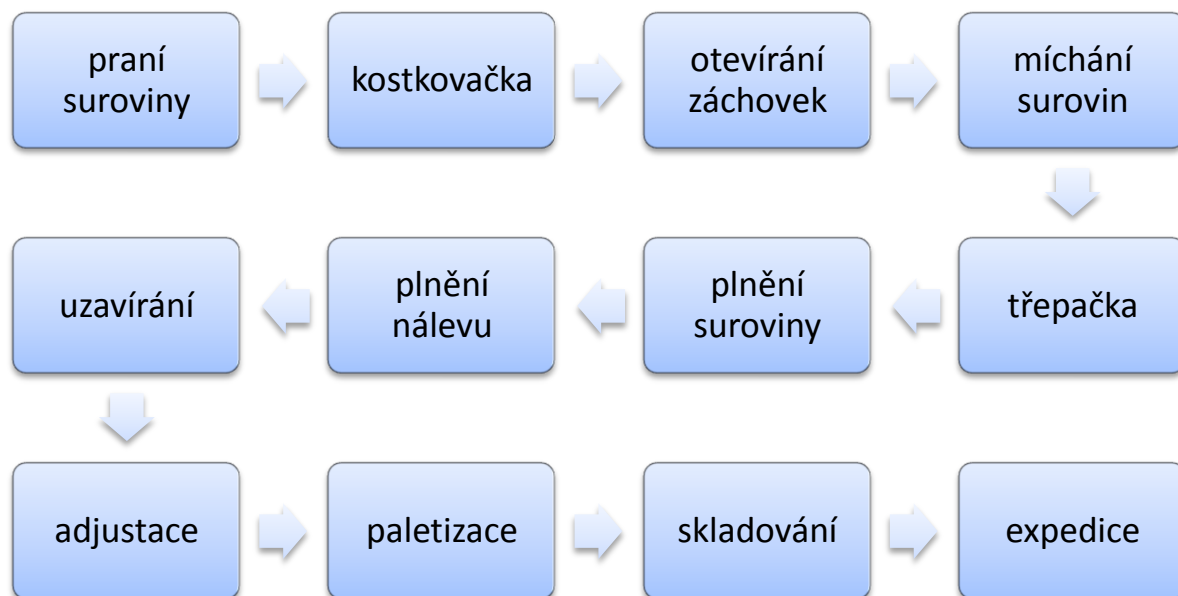 praní
suroviny
kostkovačka
otevírání
záchovek
míchání
surovin
třepačka
plnění
suroviny
plnění
nálevu
uzavírání
adjustace
paletizace
skladování
expedice